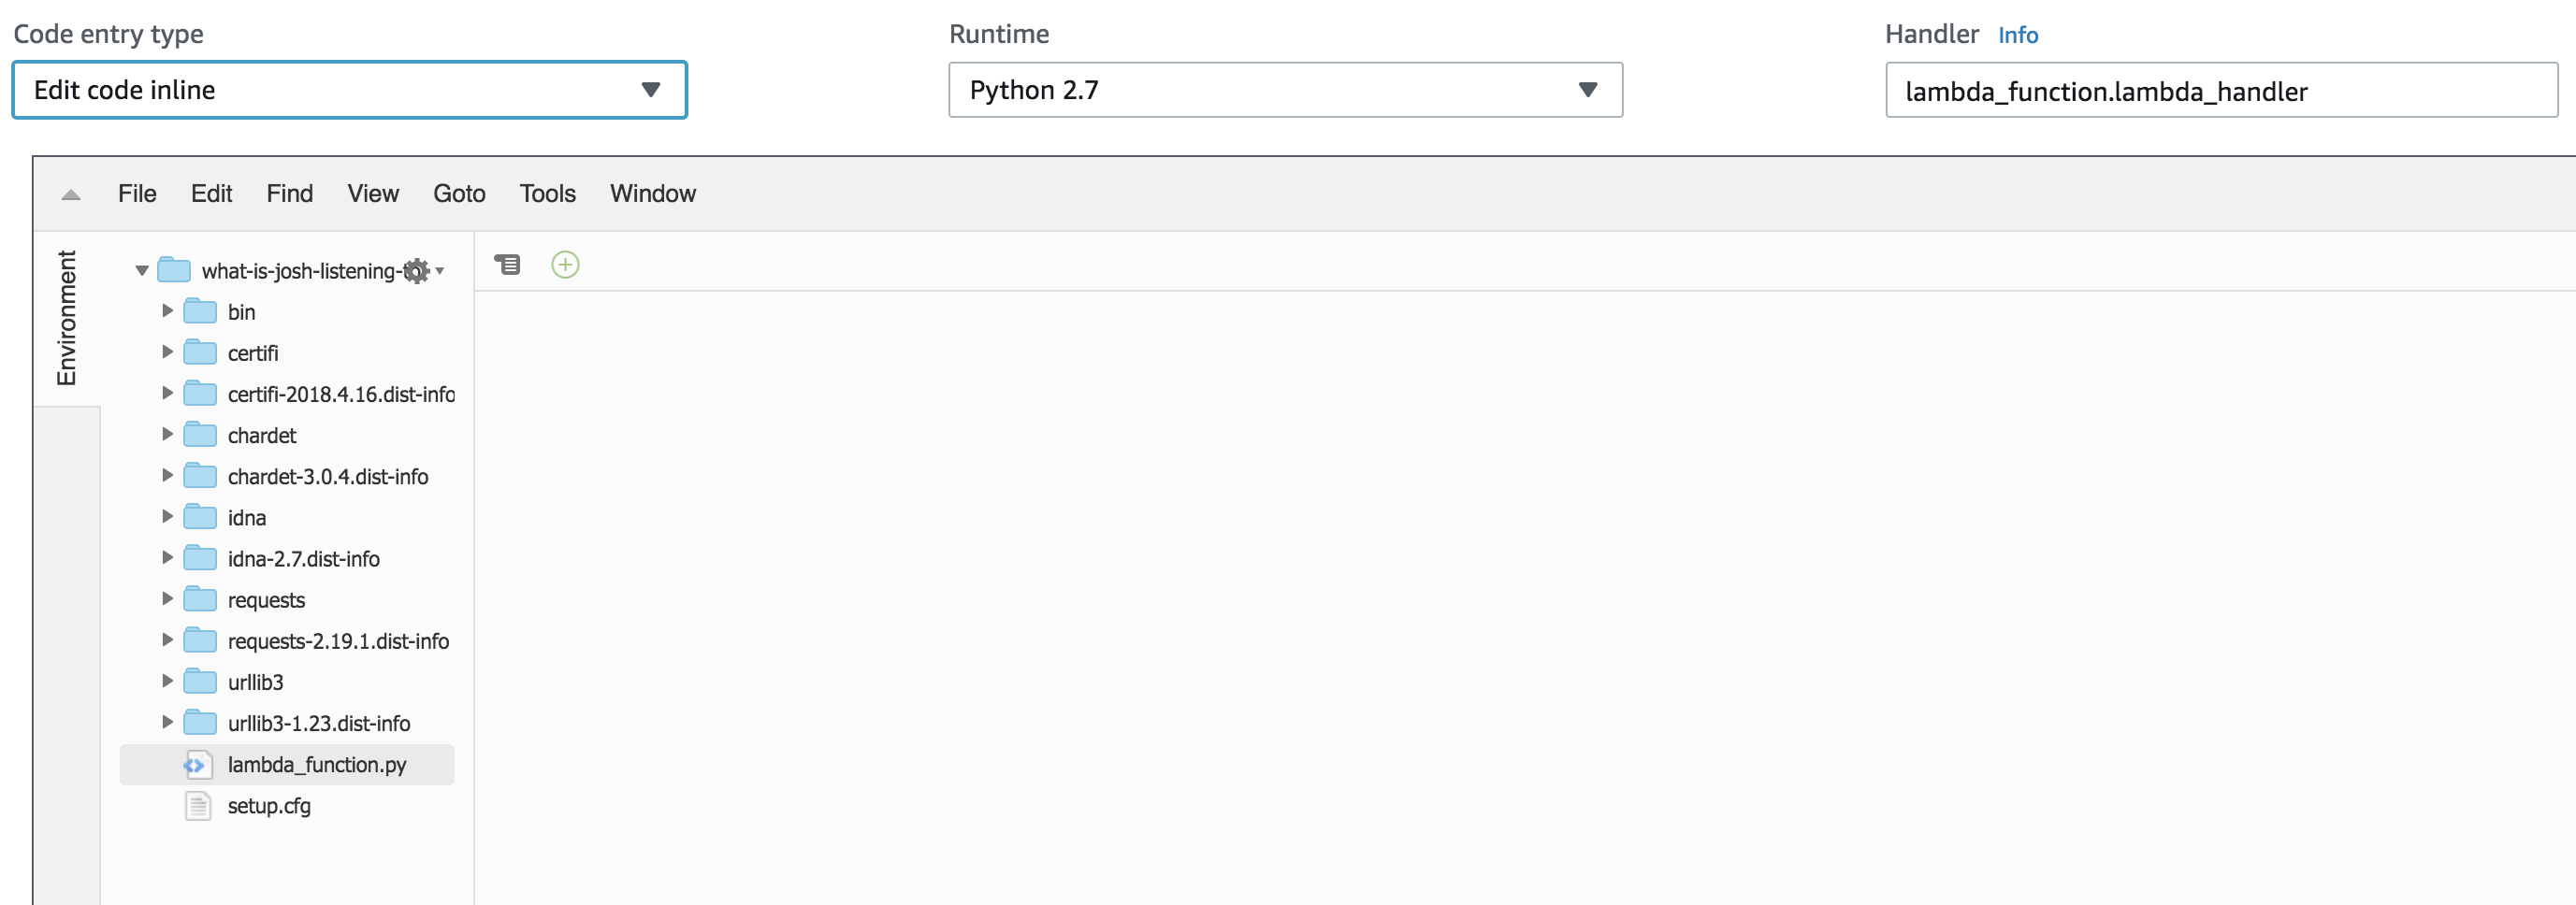 Code entry type
Runtime
Handler Info
Edit code inline
Python 2.7
lambda_function.lambda_handler
File Edit Find View Goto Tools Window
Environment
what-is-josh-listening-
bin
certifi
certifi-2018.4.16.dist-info
chardet
chardet-3.0.4.dist-info
idna
idna-2.7.dist-info
requests
requests-2.19.1.dist-info
urllib3
urllib3-1.23.dist-info
lambda_function.py
setup.cfg